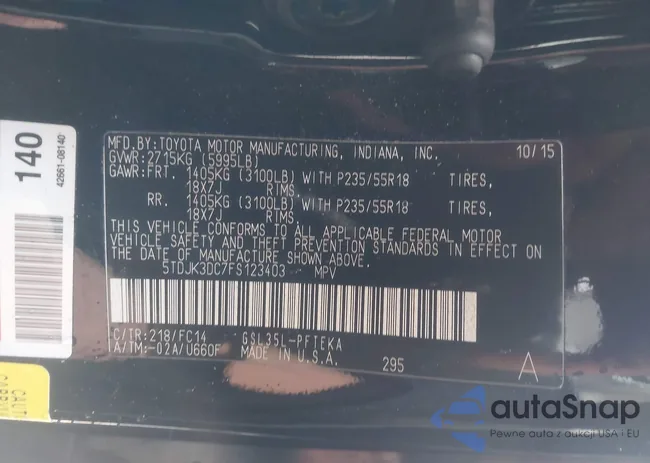 140
42661-08140
MFD.BY:TOYOTA MOTOR MANUFACTURING, INDIANA, INC. 10/15
GVWR:2715KG (5995LB)
GAWR:FRT. 1405KG (3100LB) WITH P235/55R18 TIRES,
18X7J RIMS
RR. 1405KG (3100LB) WITH P235/55R18 TIRES,
18X7J RIMS
THIS VEHICLE CONFORMS TO ALL APPLICABLE FEDERAL MOTOR
VEHICLE SAFETY AND THEFT PREVENTION STANDARDS IN EFFECT ON
THE DATE OF MANUFACTURE SHOWN ABOVE.
5TDJK3DC7FS123403 MPV
C/TR:218/FC14 GSL35L-PFTEKA
A/TM:-02A/U660F MADE IN U.S.A. 295 A
autoSnap
Pewne auto z aukcji USA i EU